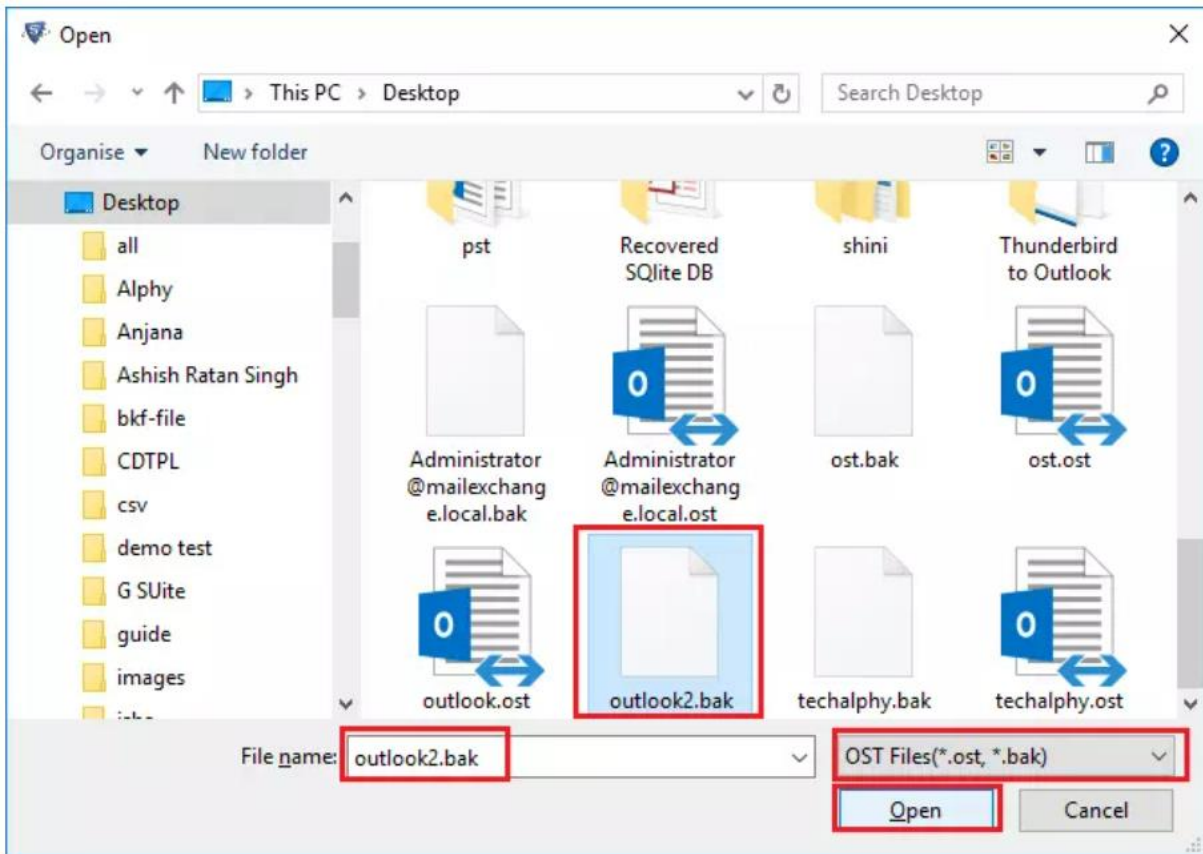 Open
This PC > Desktop
Search Desktop
Organise
New folder
?
Desktop
all
Alphy
Anjana
Ashish Ratan Singh
bkf-file
CDTPL
csv
demo test
G SUite
guide
images
pst
Recovered
SQlite DB
shini
Thunderbird
to Outlook
Administrator
@mailexchang
e.local.bak
Administrator
@mailexchang
e.local.ost
ost.bak
ost.ost
outlook.ost
outlook2.bak
techalphy.bak
techalphy.ost
File name: outlook2.bak
OST Files(*.ost, *.bak)
Open
Cancel